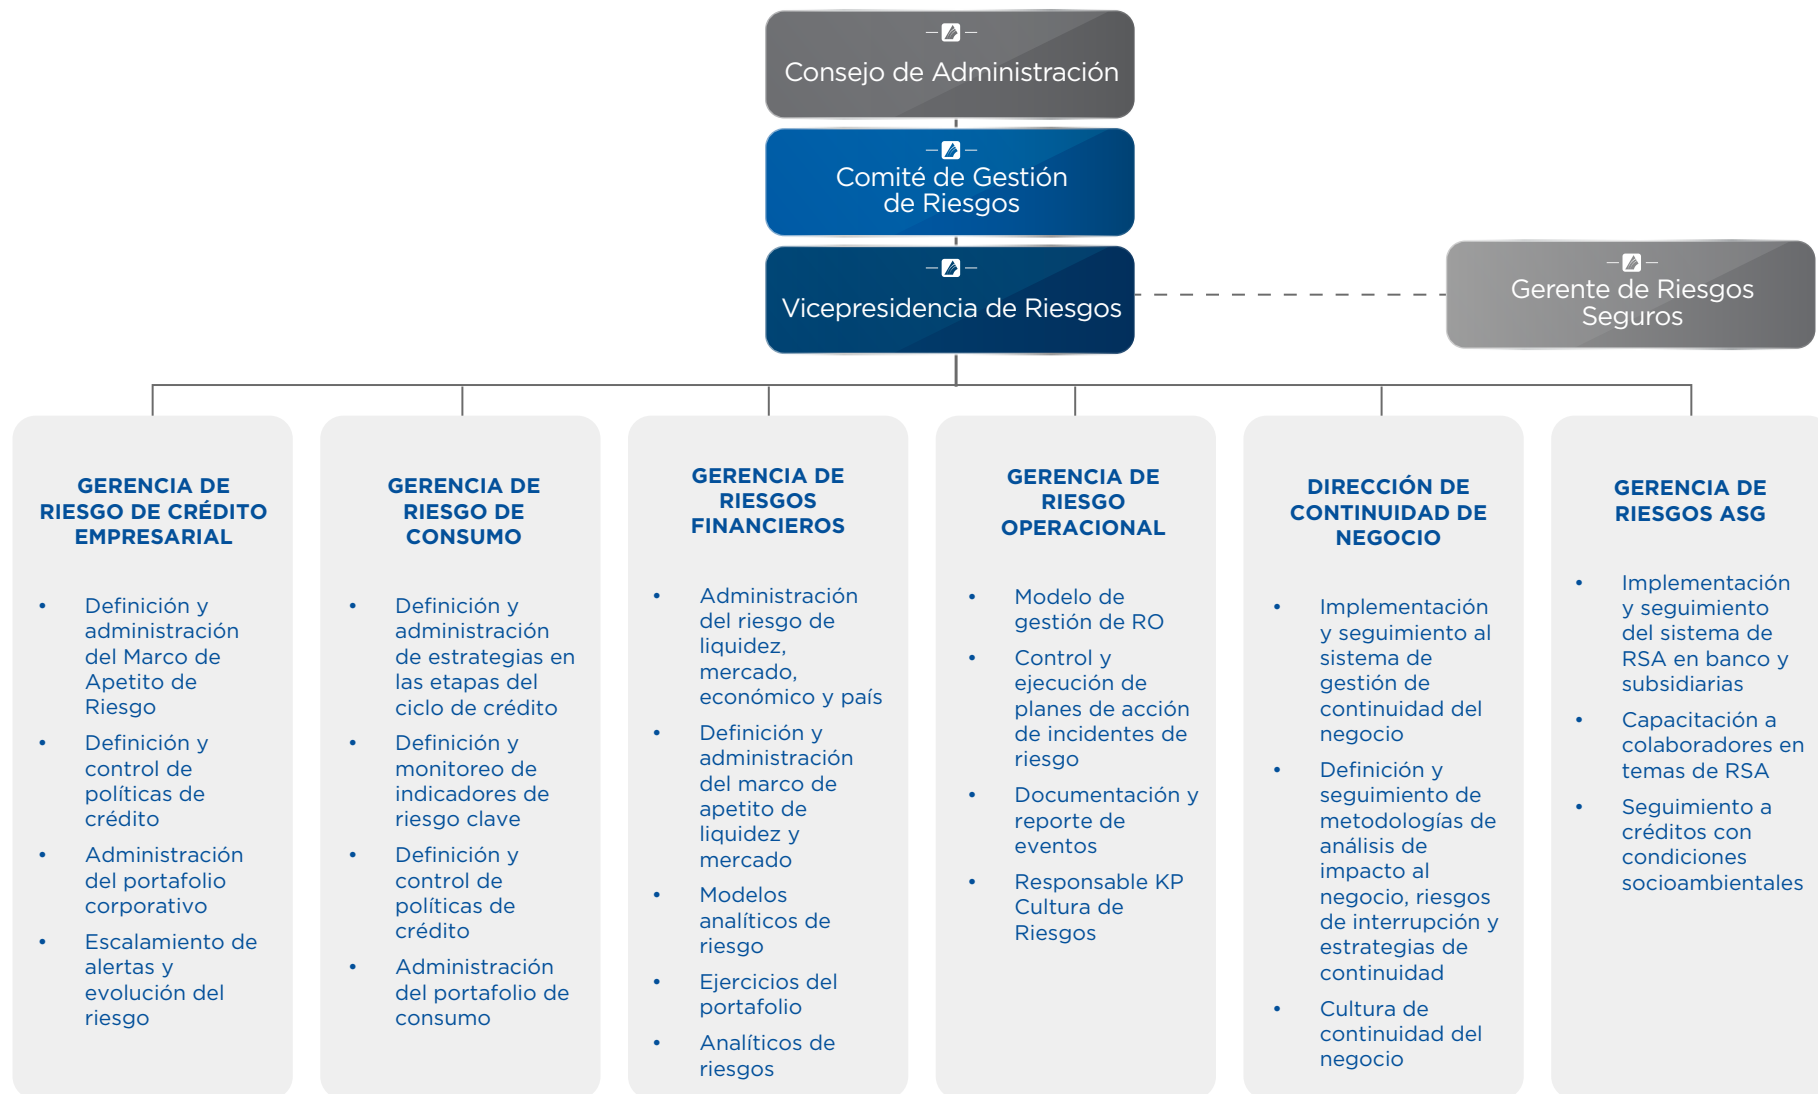 Consejo de Administración
Comité de Gestión
de Riesgos
Vicepresidencia de Riesgos
Gerente de Riesgos
Seguros
GERENCIA DE
RIESGO DE CRÉDITO
EMPRESARIAL
• Definición y
administración
del Marco de
Apetito de
Riesgo
• Definición y
control de
políticas de
crédito
• Administración
del portafolio
corporativo
• Escalamiento de
alertas y
evolución del
riesgo
GERENCIA DE
RIESGO DE
CONSUMO
• Definición y
administración
de estrategias en
las etapas del
ciclo de crédito
• Definición y
monitoreo de
indicadores de
riesgo clave
• Definición y
control de
políticas de
crédito
• Administración
del portafolio de
consumo
GERENCIA DE
RIESGOS
FINANCIEROS
• Administración
del riesgo de
liquidez,
mercado,
económico y país
• Definición y
administración
del marco de
apetito de
liquidez y
mercado
• Modelos
analíticos de
riesgo
• Ejercicios del
portafolio
• Analíticos de
riesgos
GERENCIA DE
RIESGO
OPERACIONAL
• Modelo de
gestión de RO
• Control y
ejecución de
planes de acción
de incidentes de
riesgo
• Documentación y
reporte de
eventos
• Responsable KP
Cultura de
Riesgos
DIRECCIÓN DE
CONTINUIDAD DE
NEGOCIO
• Implementación
y seguimiento al
sistema de
gestión de
continuidad del
negocio
• Definición y
seguimiento de
metodologías de
análisis de
impacto al
negocio, riesgos
de interrupción y
estrategias de
continuidad
• Cultura de
continuidad del
negocio
GERENCIA DE
RIESGOS ASG
• Implementación
y seguimiento
del sistema de
RSA en banco y
subsidiarias
• Capacitación a
colaboradores en
temas de RSA
• Seguimiento a
créditos con
condiciones
socioambientales